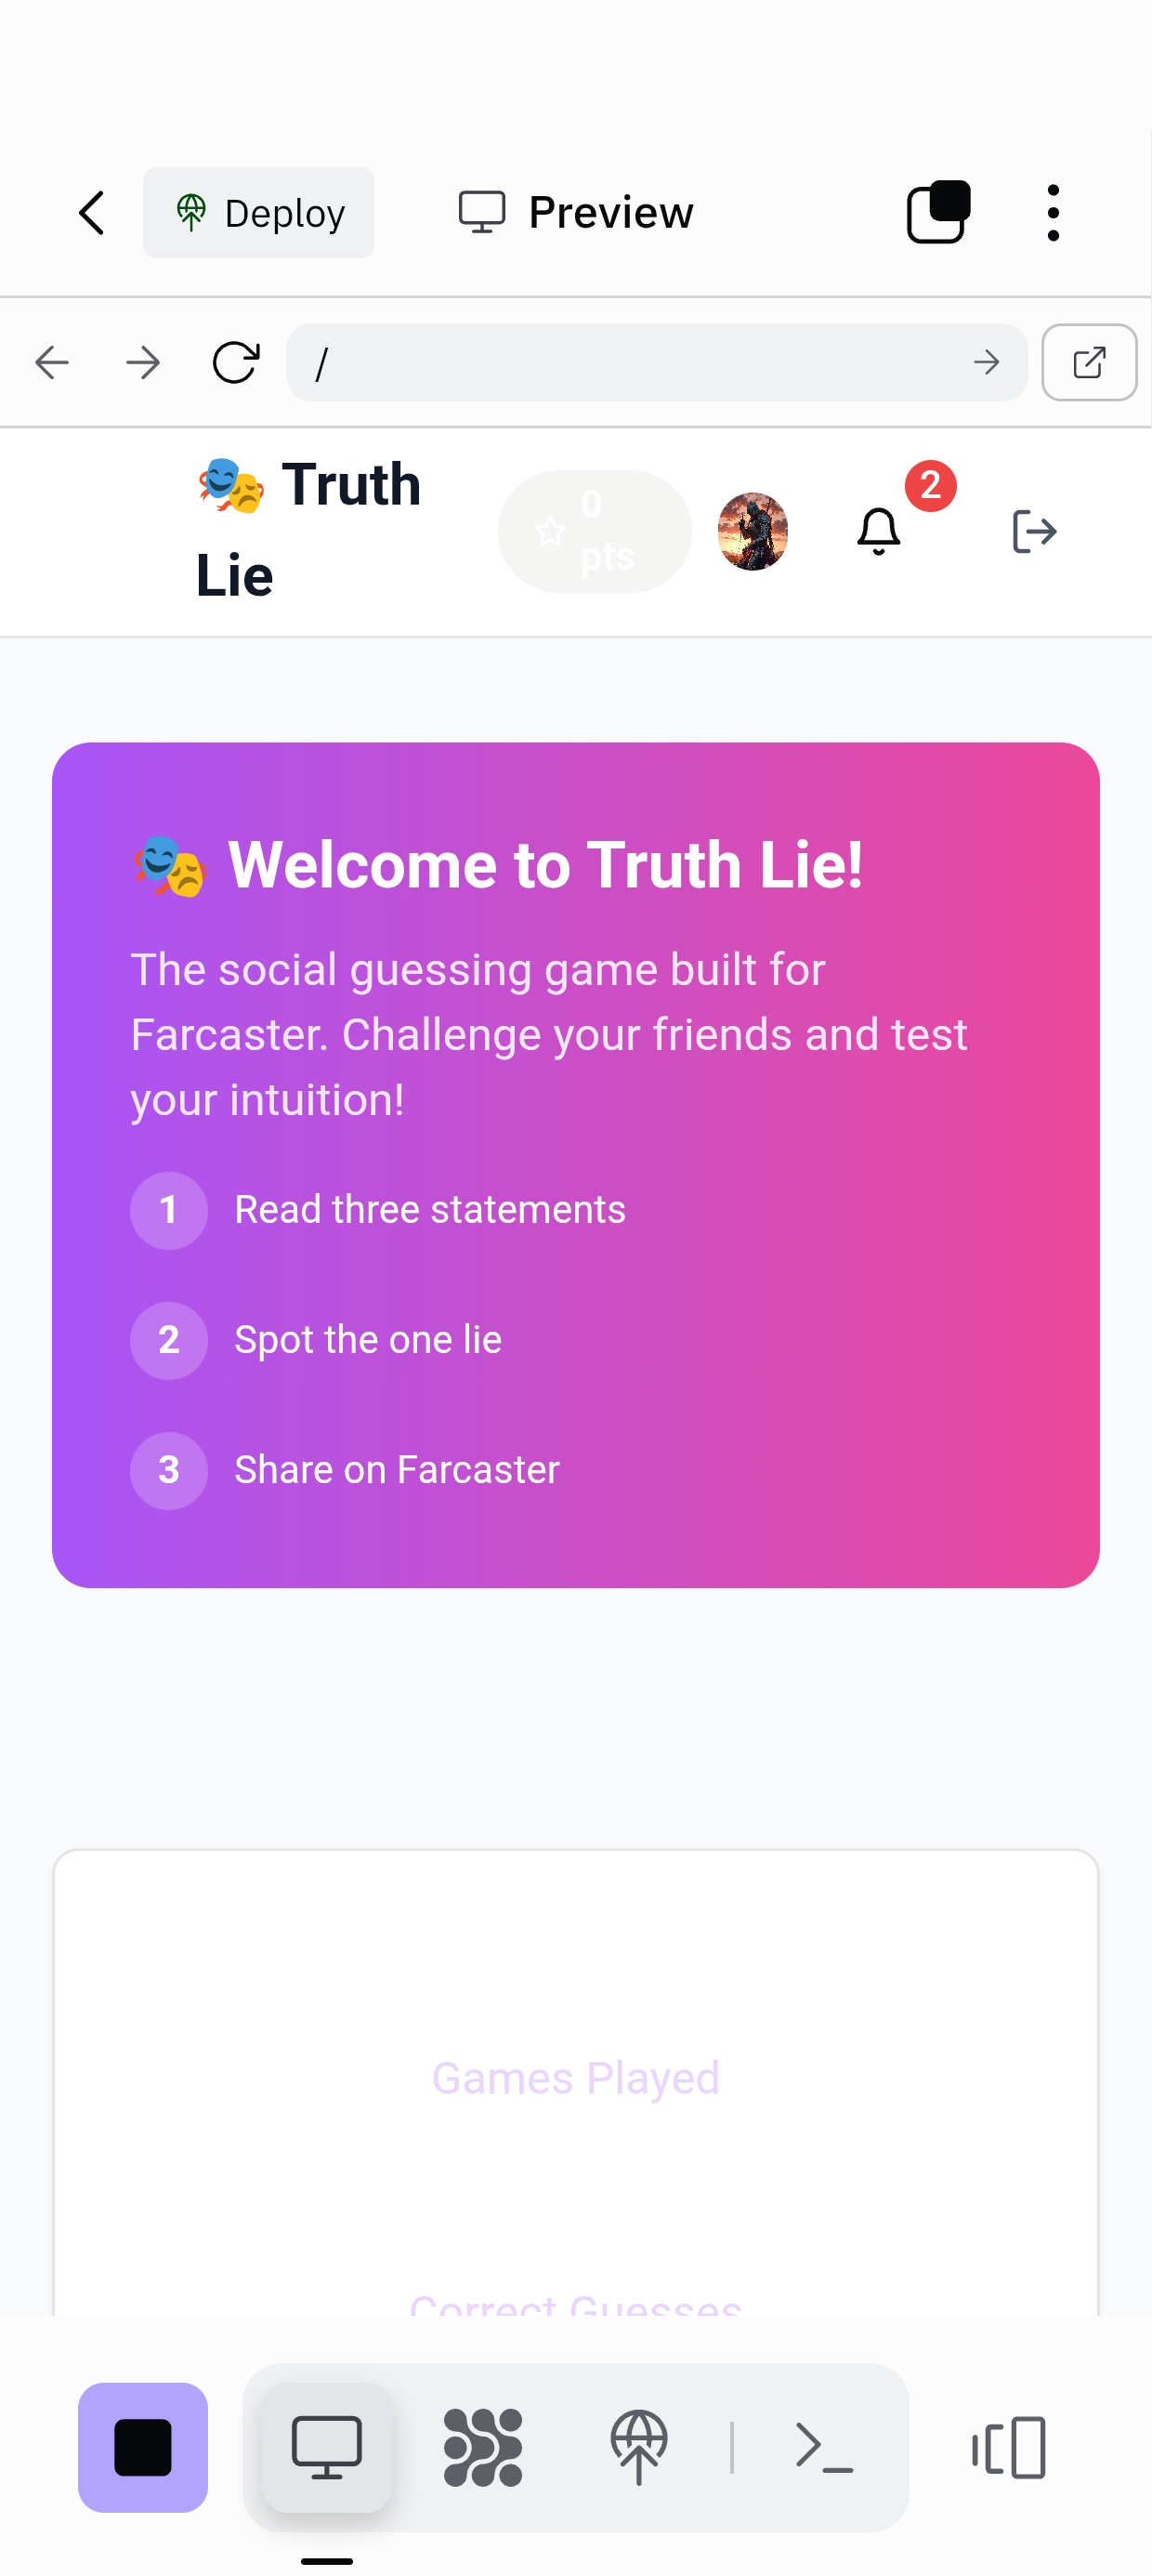 Deploy
Preview
/
🎭 Truth
Lie
0
pts
2
🎭 Welcome to Truth Lie!
The social guessing game built for
Farcaster. Challenge your friends and test
your intuition!
1 Read three statements
2 Spot the one lie
3 Share on Farcaster
Games Played
Correct Guesses